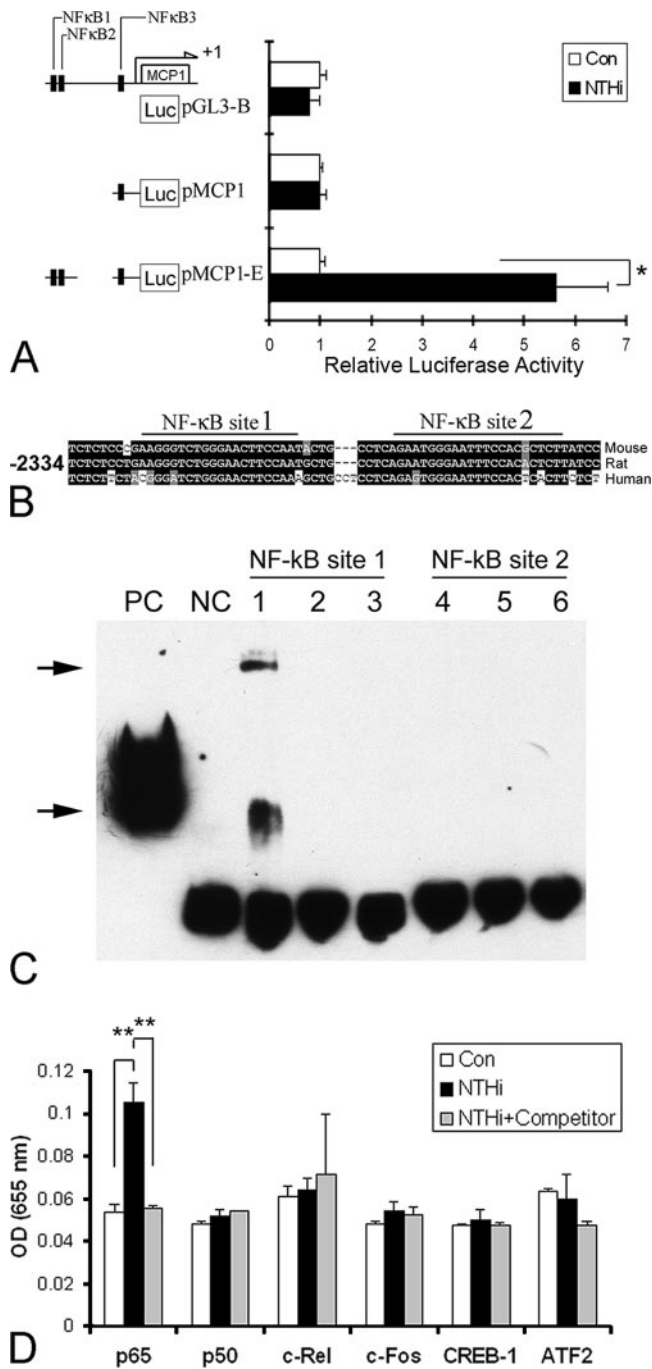 NFκB1
NFκB2
NFκB3
+1
MCP1
Luc pGL3-B
Luc pMCP1
Luc pMCP1-E
Con
NTHi
*
0 1 2 3 4 5 6 7
Relative Luciferase Activity
A
NF-κB site 1 NF-κB site 2
TCTCTCCCGAAGGGTCTGGGAACTTCCAATACTG---CCTCAGAATGGGAATTTCCACGCTCTTATCC Mouse
-2334 TCTCTCCTGAAGGGTCTGGGAACTTCCAATGCTG---CCTCAGAATGGGAATTTCCACACTCTTATCC Rat
Human
B
NF-kB site 1 NF-kB site 2
PC NC 1 2 3 4 5 6
C
** **
Con
NTHi
NTHi+Competitor
0.12
0.1
0.08
0.06
0.04
0.02
0
OD (655 nm)
p65 p50 c-Rel c-Fos CREB-1 ATF2
D